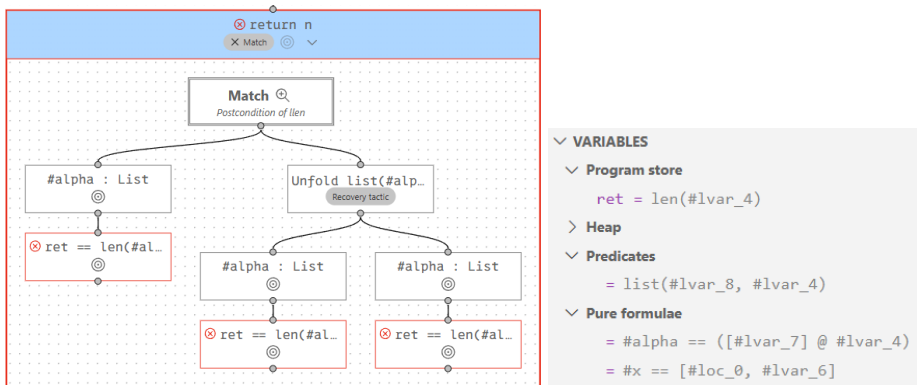 return n
Match
Match
Postcondition of llen
#alpha : List
Unfold list(#alp…
Recovery tactic
ret == len(#al…
#alpha : List
#alpha : List
ret == len(#al…
ret == len(#al…
VARIABLES
Program store
ret = len(#lvar_4)
Heap
Predicates
= list(#lvar_8, #lvar_4)
Pure formulae
= #alpha == ([#lvar_7] @ #lvar_4)
= #x == [#loc_0, #lvar_6]